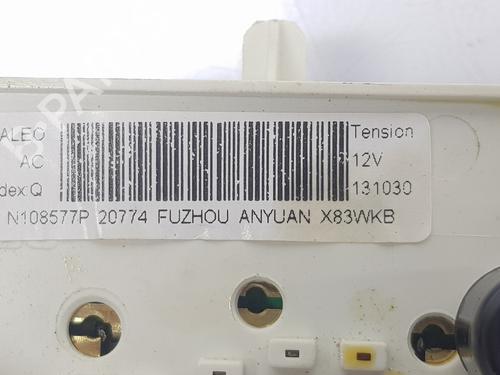 ALEO Tension
AC 12V
dex:Q 131030
N108577P 20774 FUZHOU ANYUAN X83WKB